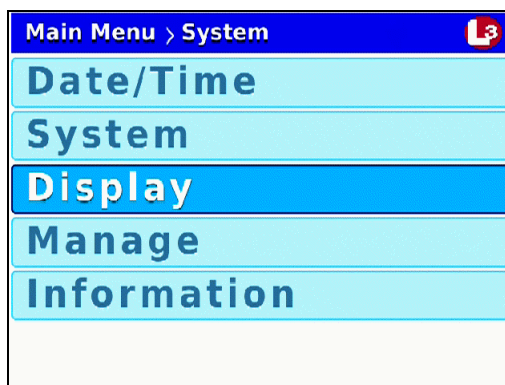 Main Menu > System
L3
Date/Time
System
Display
Manage
Information